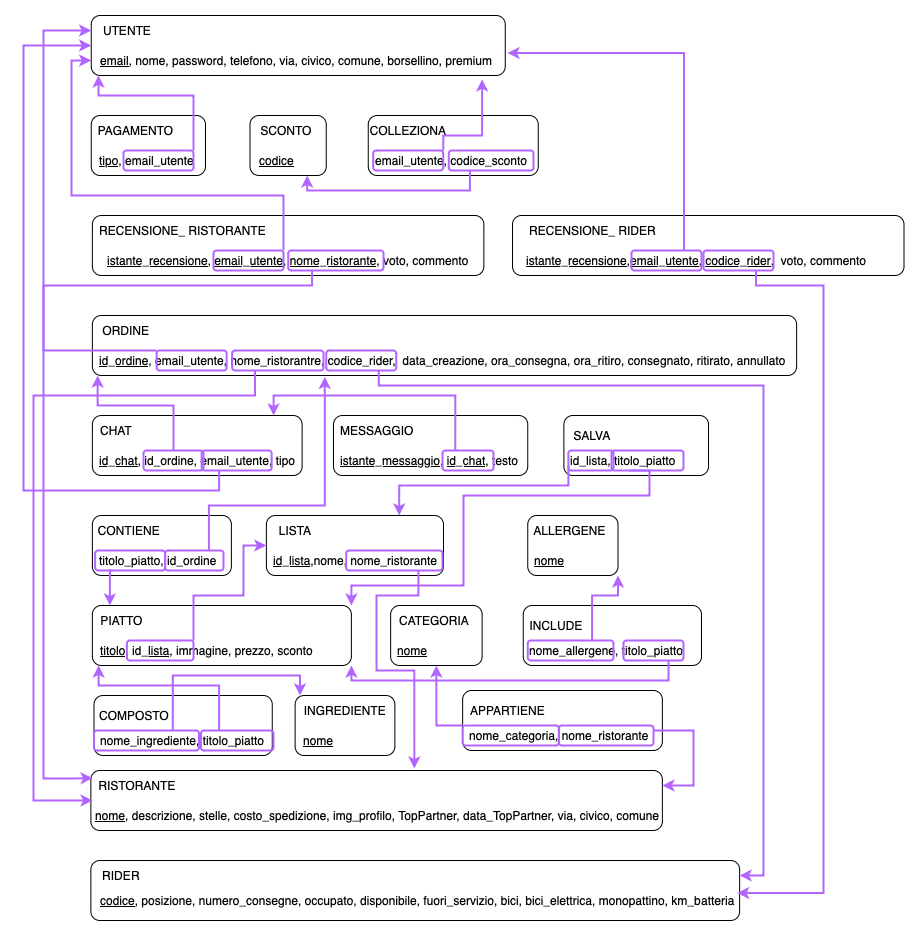 UTENTE
email, nome, password, telefono, via, civico, comune, borsellino, premium
PAGAMENTO
tipo, email_utente
SCONTO
codice
COLLEZIONA
email_utente, codice_sconto
RECENSIONE_ RISTORANTE
istante_recensione, email_utente, nome_ristorante, voto, commento
RECENSIONE_ RIDER
istante_recensione, email_utente, codice_rider, voto, commento
ORDINE
id_ordine, email_utente, nome_ristorantre, codice_rider, data_creazione, ora_consegna, ora_ritiro, consegnato, ritirato, annullato
CHAT
id_chat, id_ordine, email_utente, tipo
MESSAGGIO
istante_messaggio, id_chat, testo
SALVA
id_lista, titolo_piatto
CONTIENE
titolo_piatto, id_ordine
LISTA
id_lista,nome, nome_ristorante
ALLERGENE
nome
PIATTO
titolo, id_lista, immagine, prezzo, sconto
CATEGORIA
nome
INCLUDE
nome_allergene, titolo_piatto
COMPOSTO
nome_ingrediente, titolo_piatto
INGREDIENTE
nome
APPARTIENE
nome_categoria, nome_ristorante
RISTORANTE
nome, descrizione, stelle, costo_spedizione, img_profilo, TopPartner, data_TopPartner, via, civico, comune
RIDER
codice, posizione, numero_consegne, occupato, disponibile, fuori_servizio, bici, bici_elettrica, monopattino, km_batteria